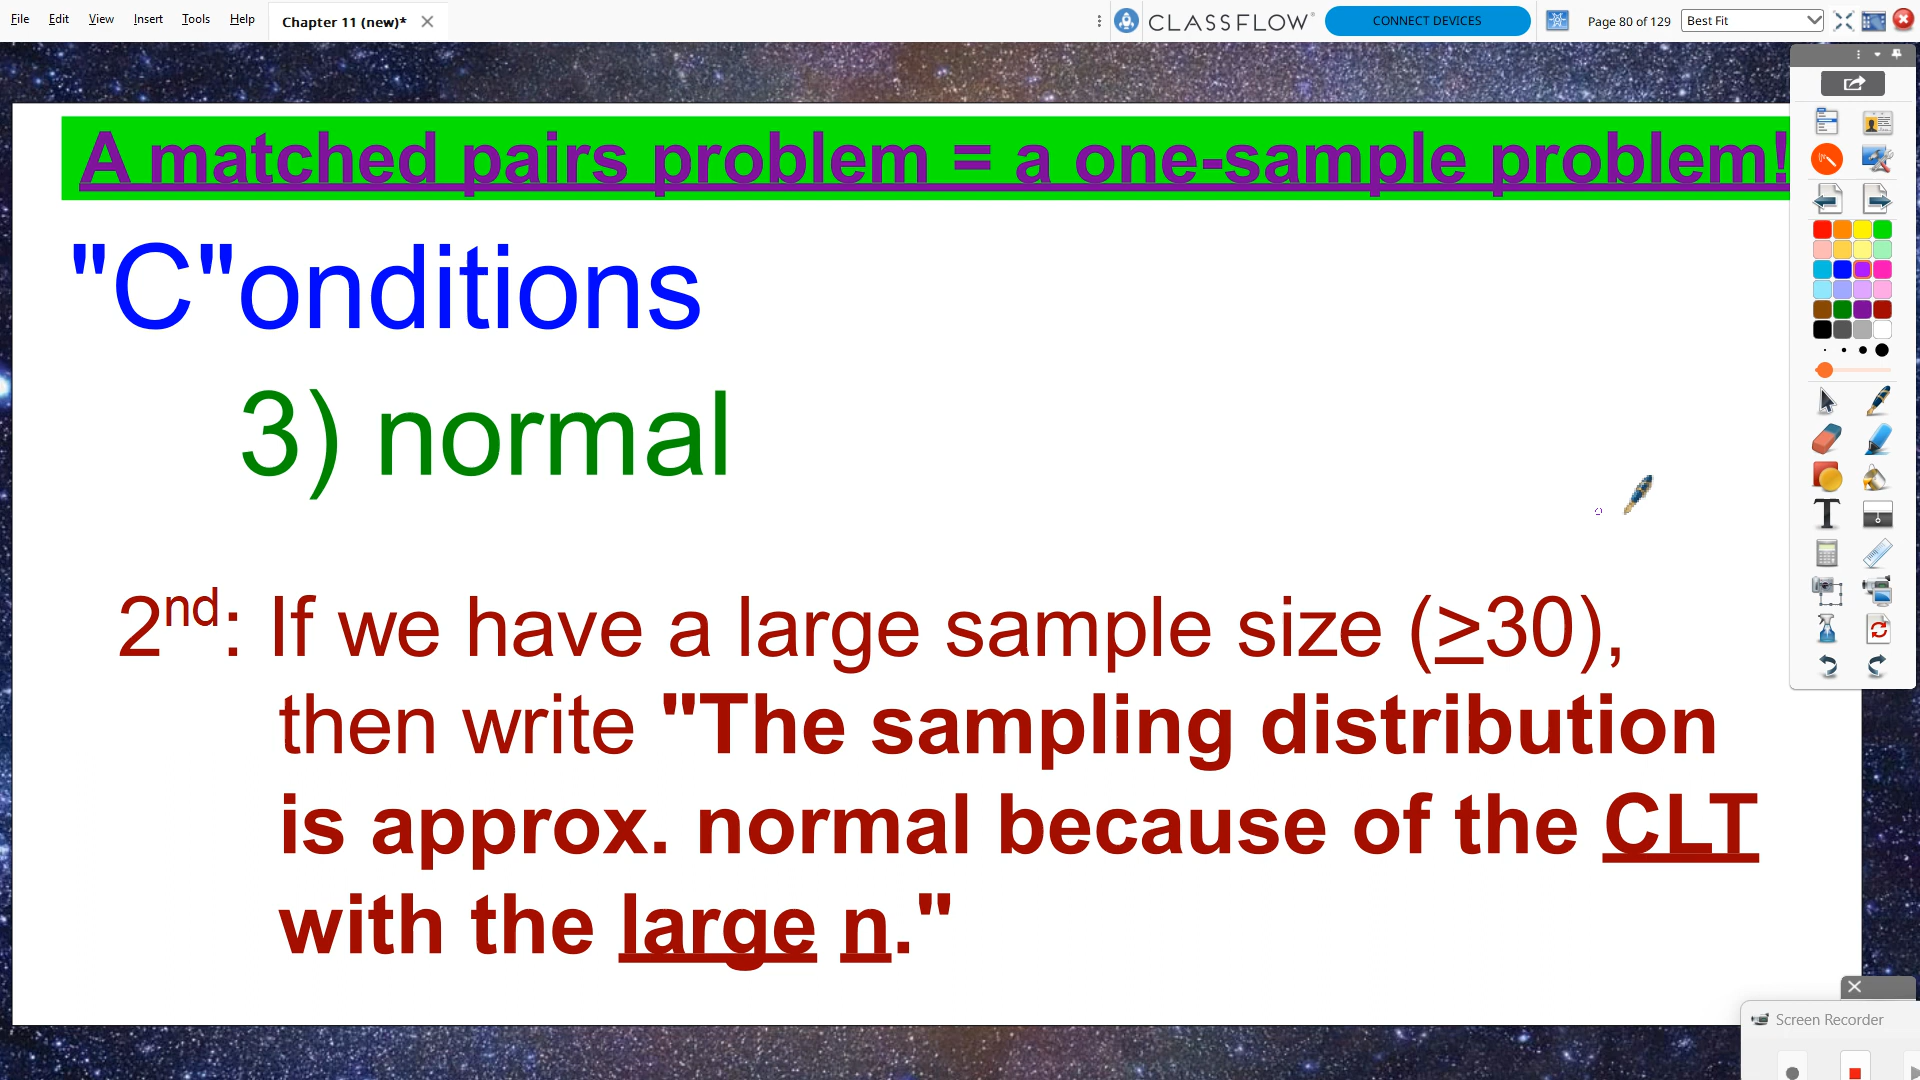 File Edit View Insert Tools Help Chapter 11 (new)* CLASSFLOW CONNECT DEVICES Page 80 of 129 Best Fit
A matched pairs problem = a one-sample problem!
"C"onditions
3) normal
2nd: If we have a large sample size (≥30),
then write "The sampling distribution
is approx. normal because of the CLT
with the large n."
Screen Recorder